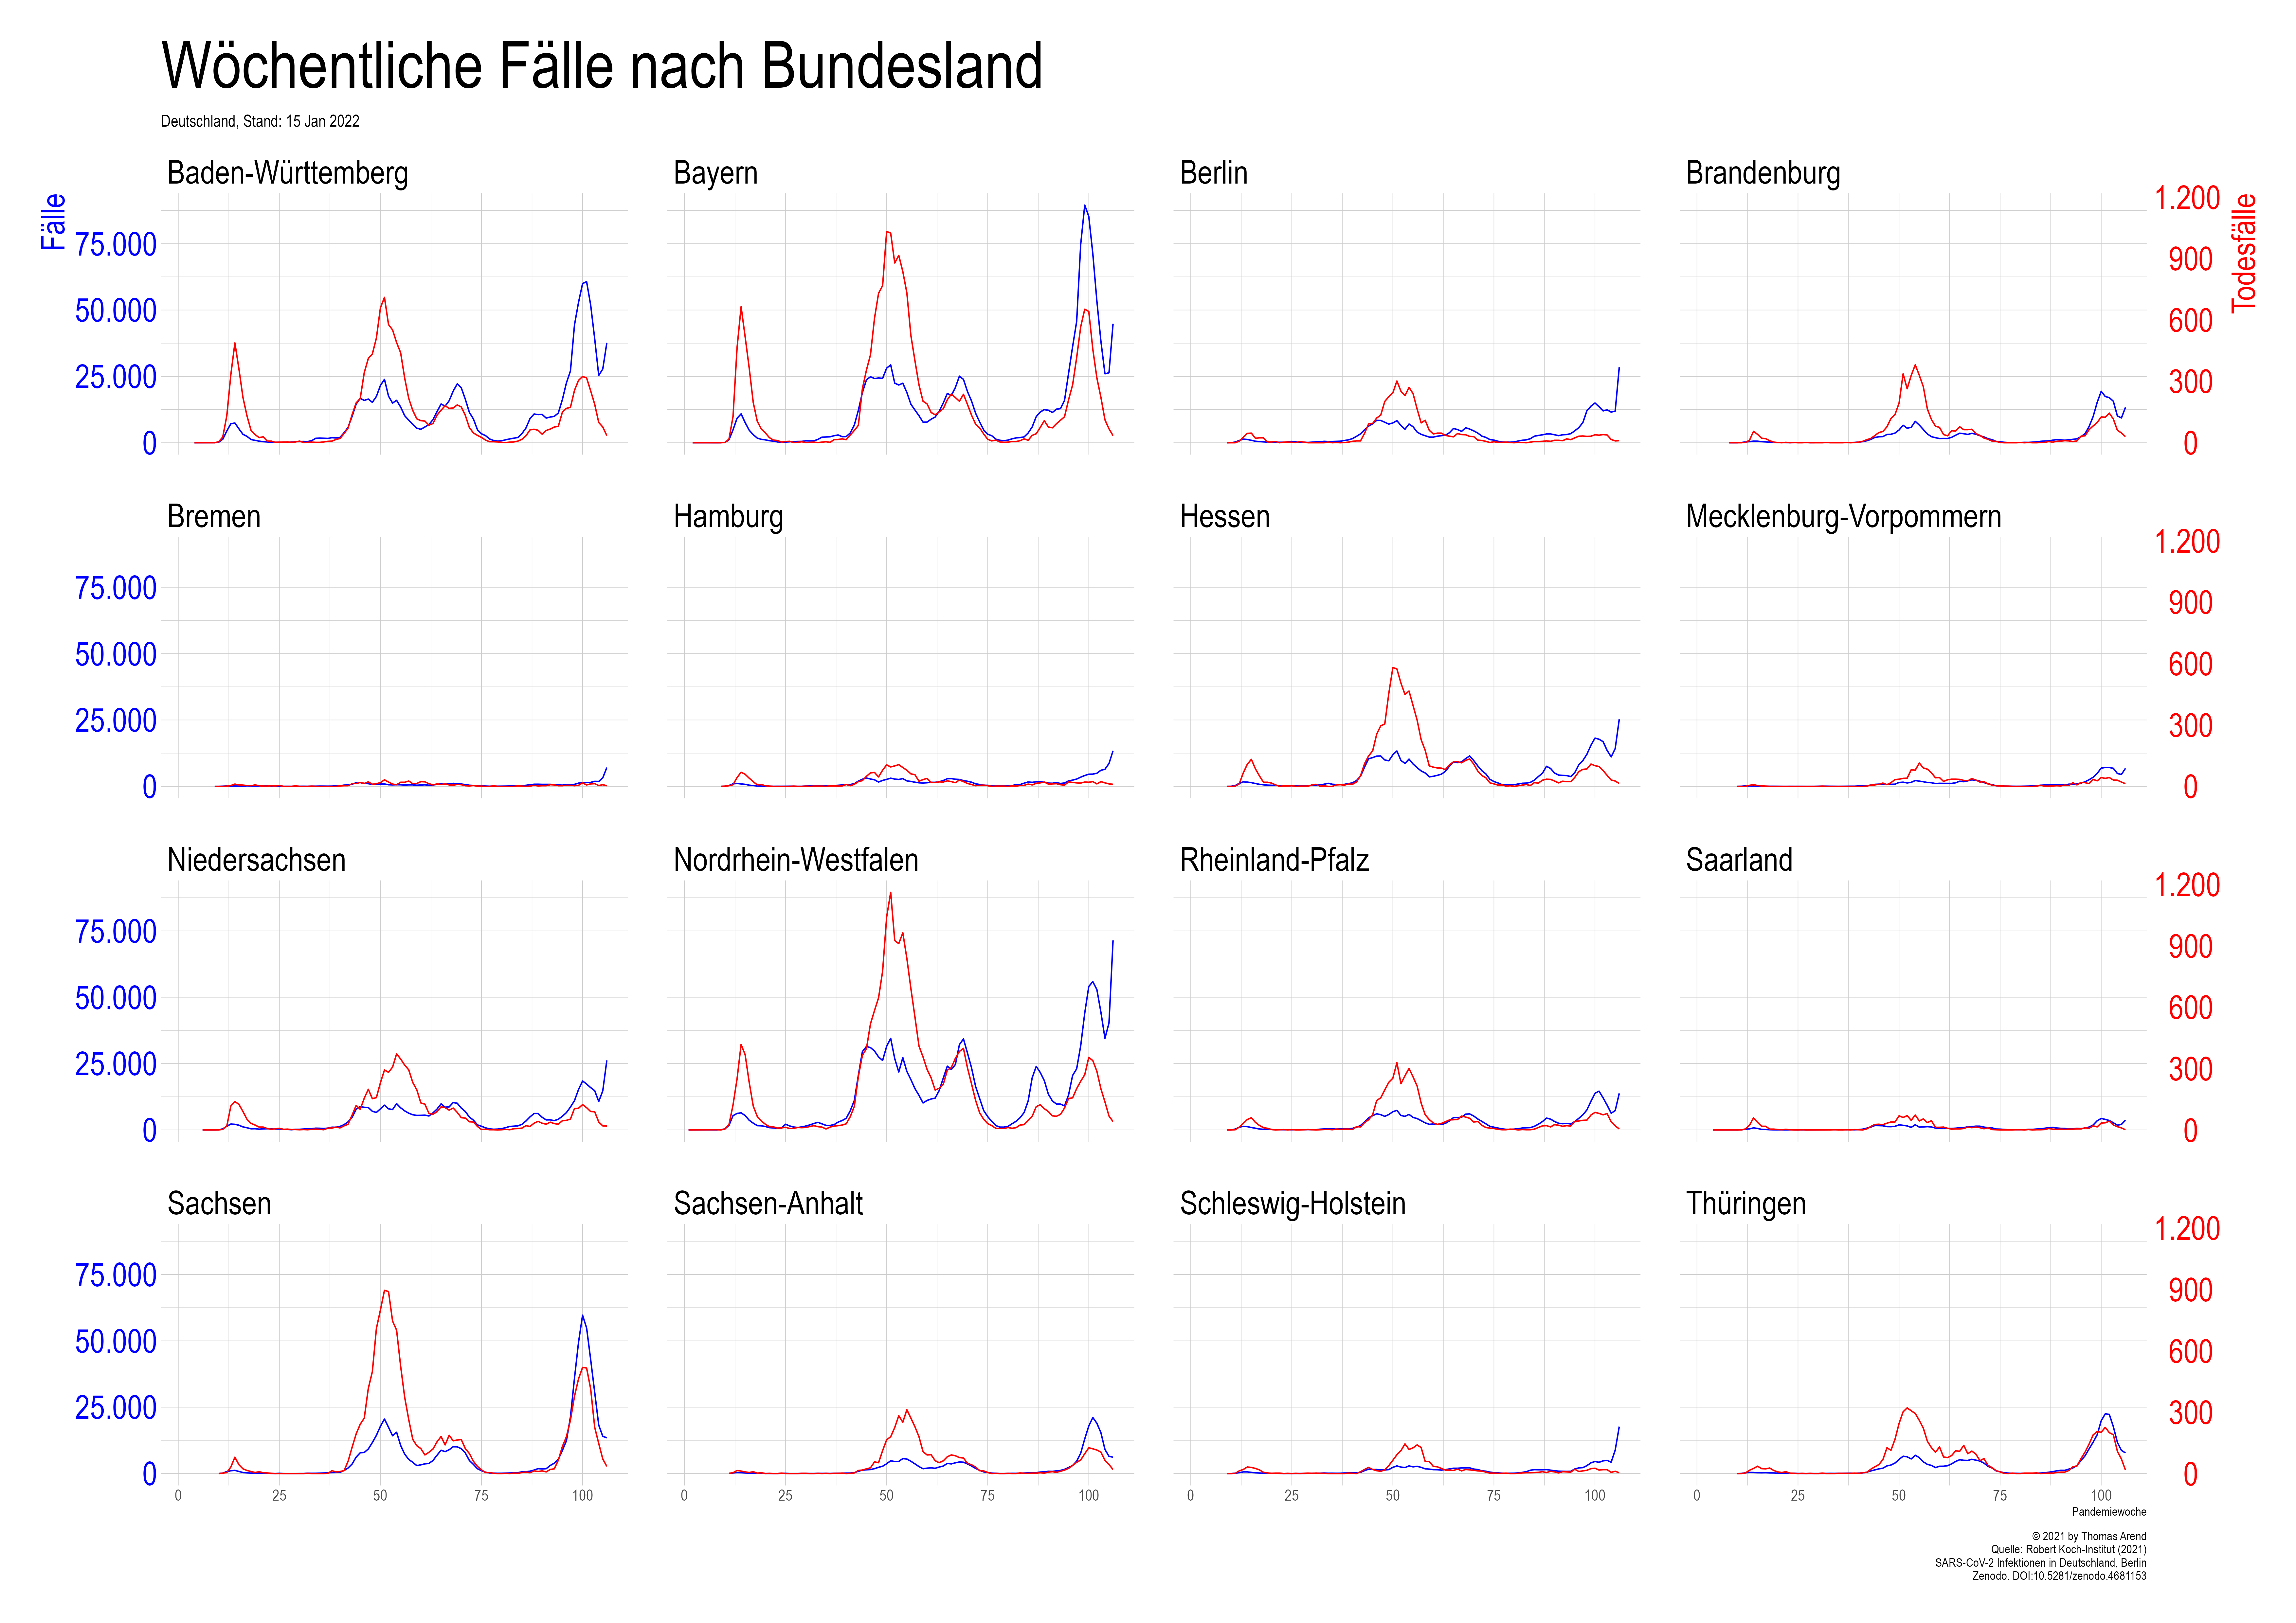 Wöchentliche Fälle nach Bundesland
Deutschland, Stand: 15 Jan 2022
Baden-Württemberg
Bayern
Berlin
Brandenburg
Fälle
75.000
50.000
25.000
0
1.200
900
600
300
0
Todesfälle
Bremen
Hamburg
Hessen
Mecklenburg-Vorpommern
75.000
50.000
25.000
0
1.200
900
600
300
0
Niedersachsen
Nordrhein-Westfalen
Rheinland-Pfalz
Saarland
75.000
50.000
25.000
0
1.200
900
600
300
0
Sachsen
Sachsen-Anhalt
Schleswig-Holstein
Thüringen
75.000
50.000
25.000
0
1.200
900
600
300
0
0 25 50 75 100
0 25 50 75 100
0 25 50 75 100
0 25 50 75 100
Pandemiewoche
© 2021 by Thomas Arend
Quelle: Robert Koch-Institut (2021)
SARS-CoV-2 Infektionen in Deutschland, Berlin
Zenodo. DOI:10.5281/zenodo.4681153